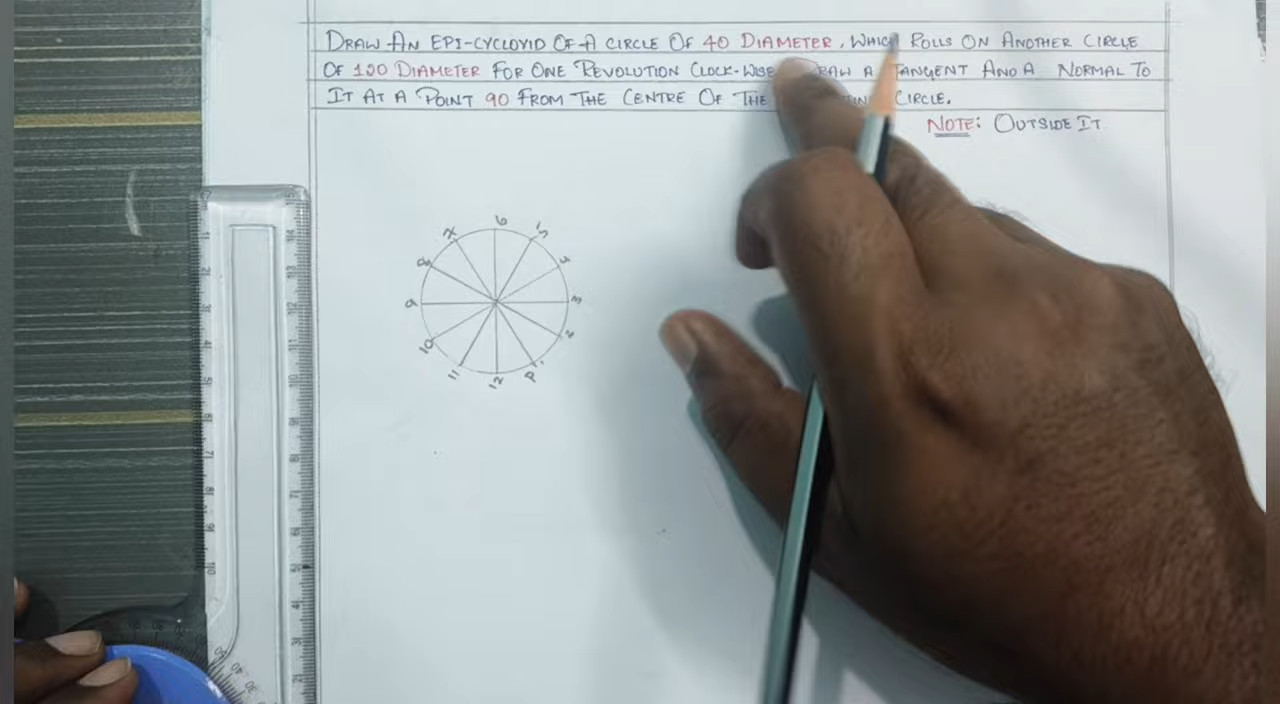 DRAW AN EPI-CYCLOYID OF A CIRCLE OF 40 DIAMETER, WHICH ROLLS ON ANOTHER CIRCLE
OF 120 DIAMETER FOR ONE REVOLUTION CLOCK-WISE. DRAW A TANGENT AND A NORMAL TO
IT AT A POINT 90 FROM THE CENTRE OF THE CIRCLE.
NOTE: OUTSIDE IT
6
7 5
8 4
9 3
10 2
11 12 P 1